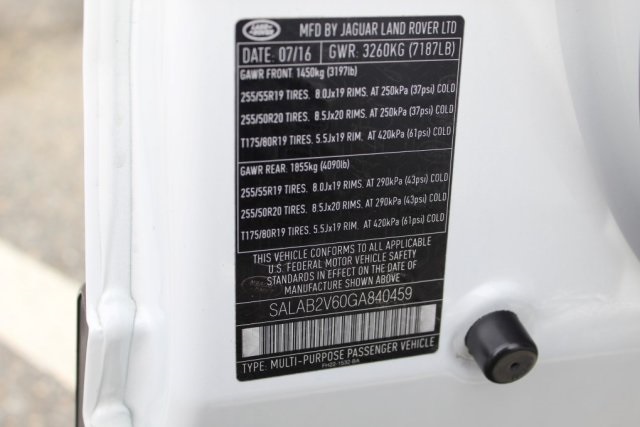 LAND ROVER
MFD BY JAGUAR LAND ROVER LTD
DATE: 07/16 GWR: 3260KG (7187LB)
GAWR FRONT: 1450kg (3197lb)
255/55R19 TIRES. 8.0Jx19 RIMS. AT 250kPa (37psi) COLD
255/50R20 TIRES. 8.5Jx20 RIMS. AT 250kPa (37psi) COLD
T175/80R19 TIRES. 5.5Jx19 RIM. AT 420kPa (61psi) COLD
GAWR REAR: 1855kg (4090lb)
255/55R19 TIRES. 8.0Jx19 RIMS. AT 290kPa (43psi) COLD
255/50R20 TIRES. 8.5Jx20 RIMS. AT 290kPa (43psi) COLD
T175/80R19 TIRES. 5.5Jx19 RIM. AT 420kPa (61psi) COLD
THIS VEHICLE CONFORMS TO ALL APPLICABLE
U.S. FEDERAL MOTOR VEHICLE SAFETY
STANDARDS IN EFFECT ON THE DATE OF
MANUFACTURE SHOWN ABOVE
SALAB2V60GA840459
TYPE: MULTI-PURPOSE PASSENGER VEHICLE